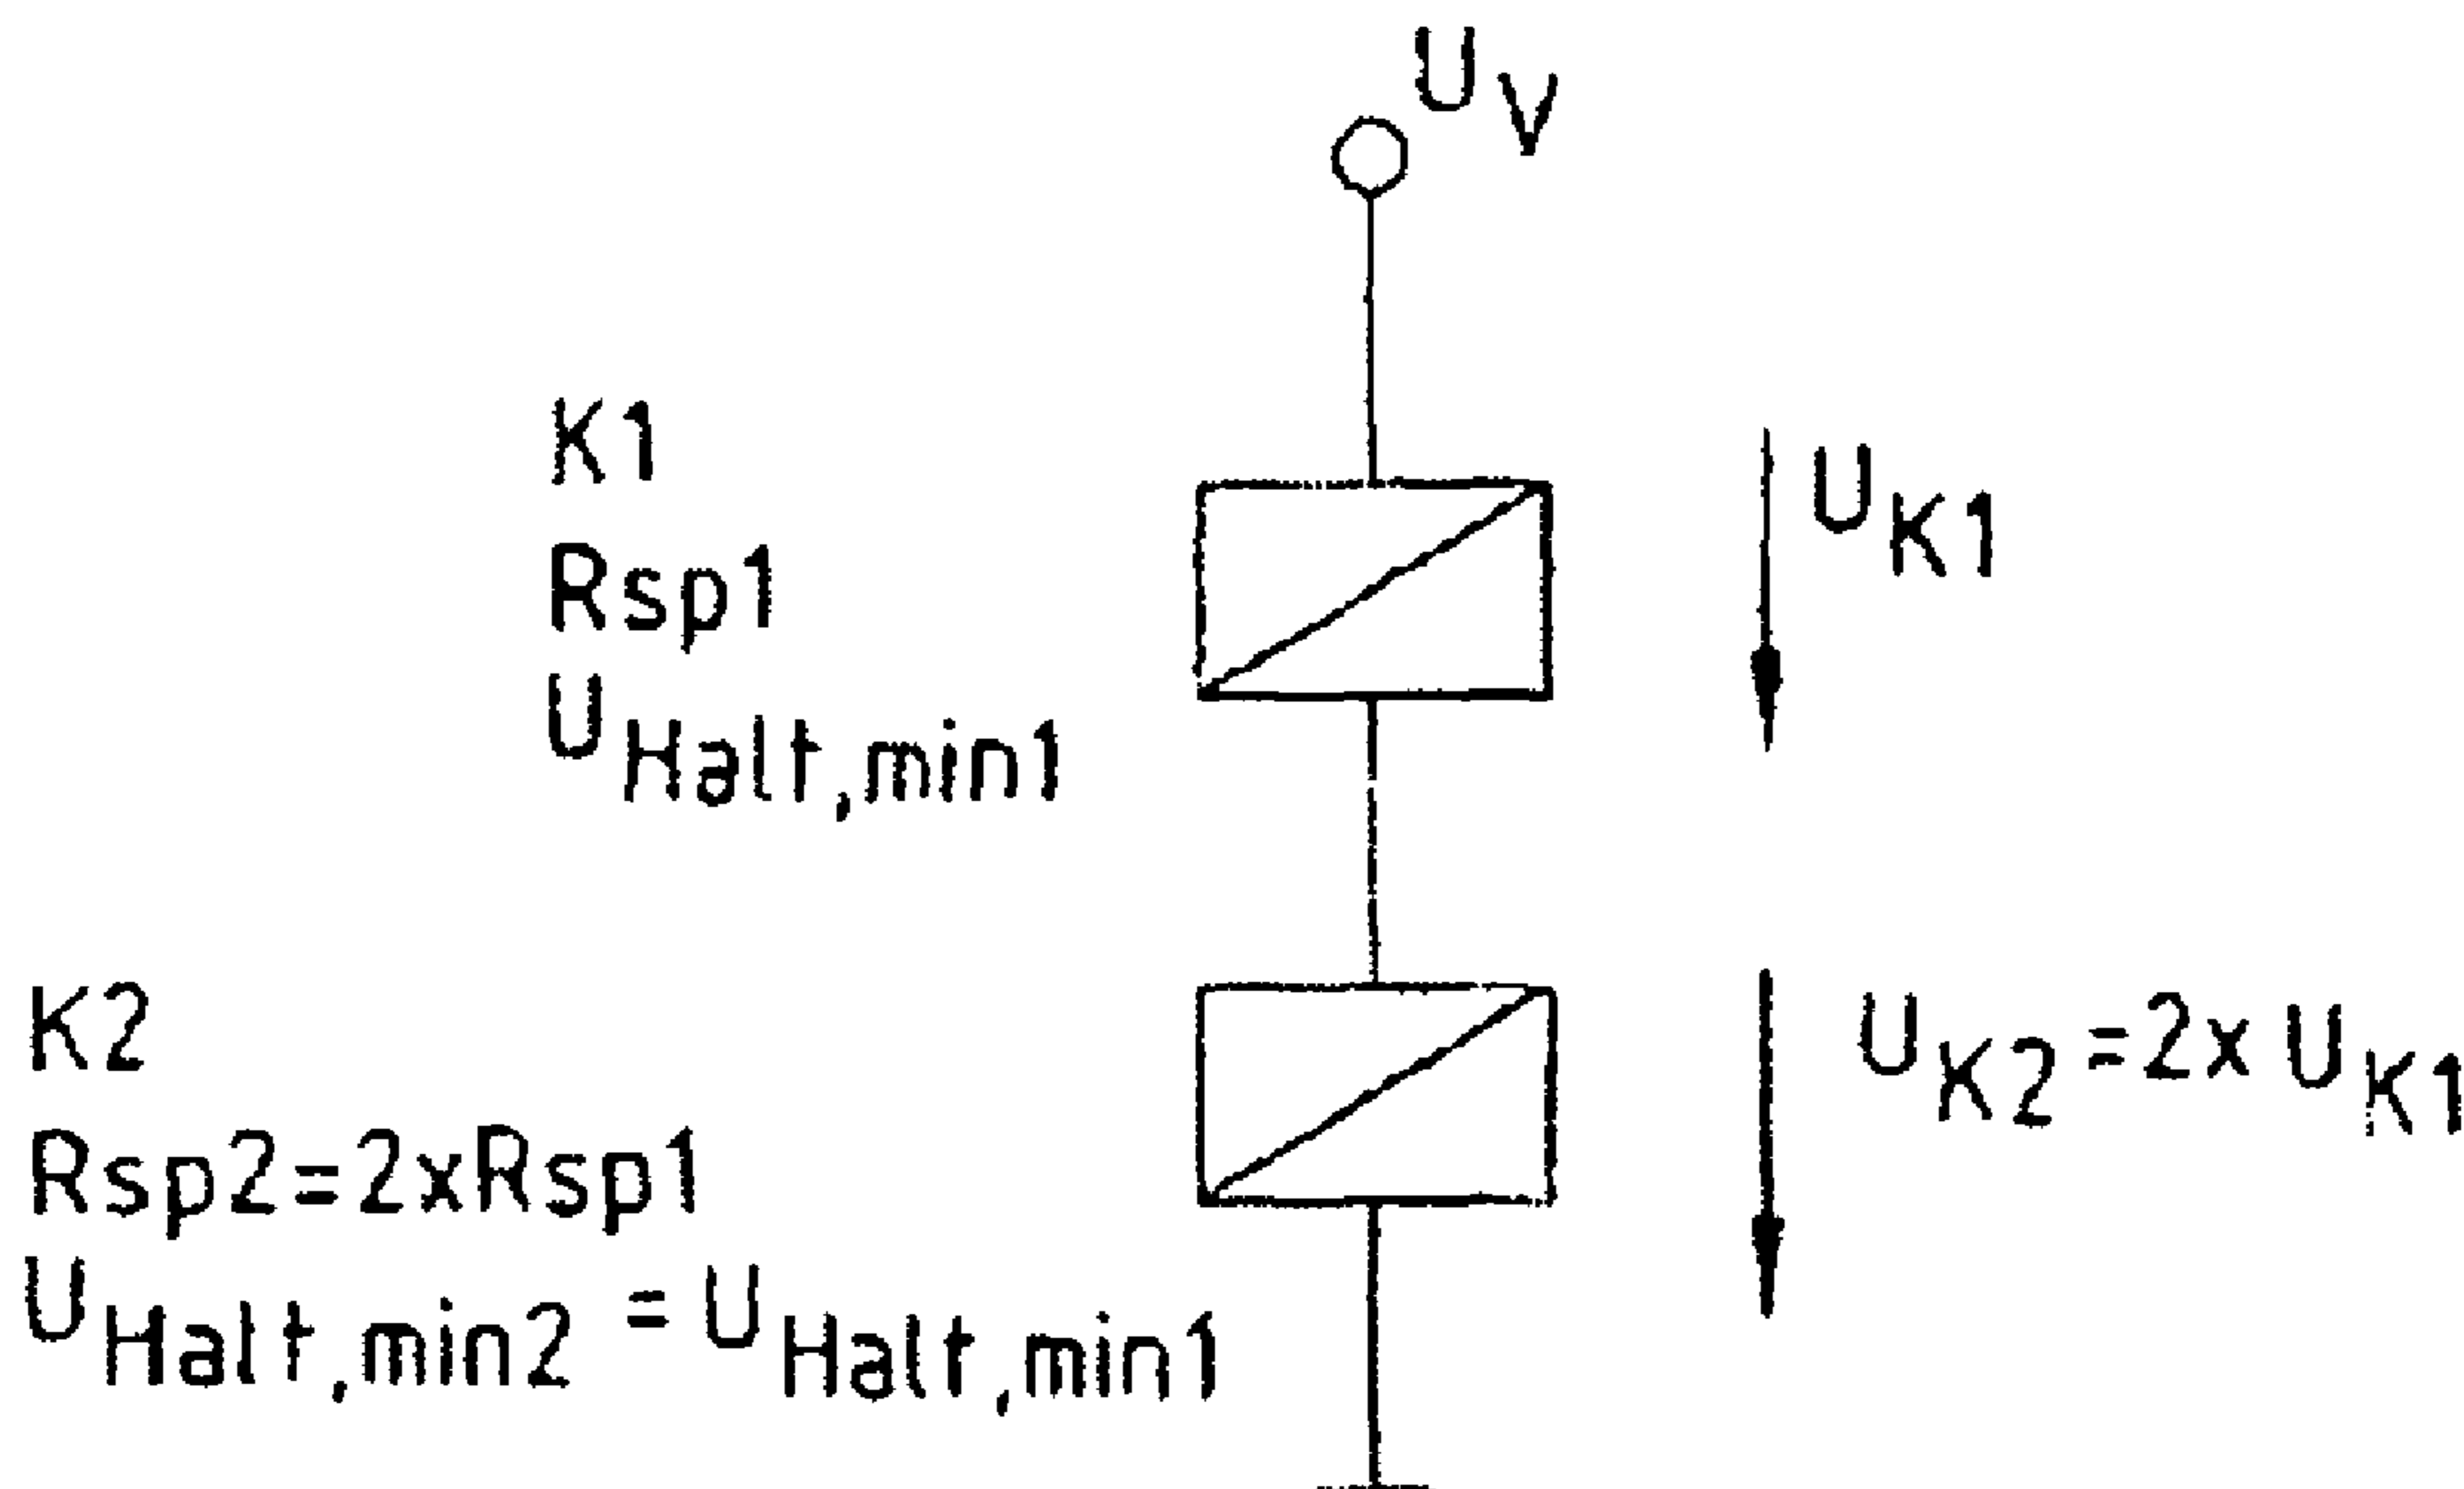 U_V
K1
Rsp1
U_Halt,min1
U_K1
K2
Rsp2=2xRsp1
U_Halt,min2 = U_Halt,min1
U_K2=2x U_K1